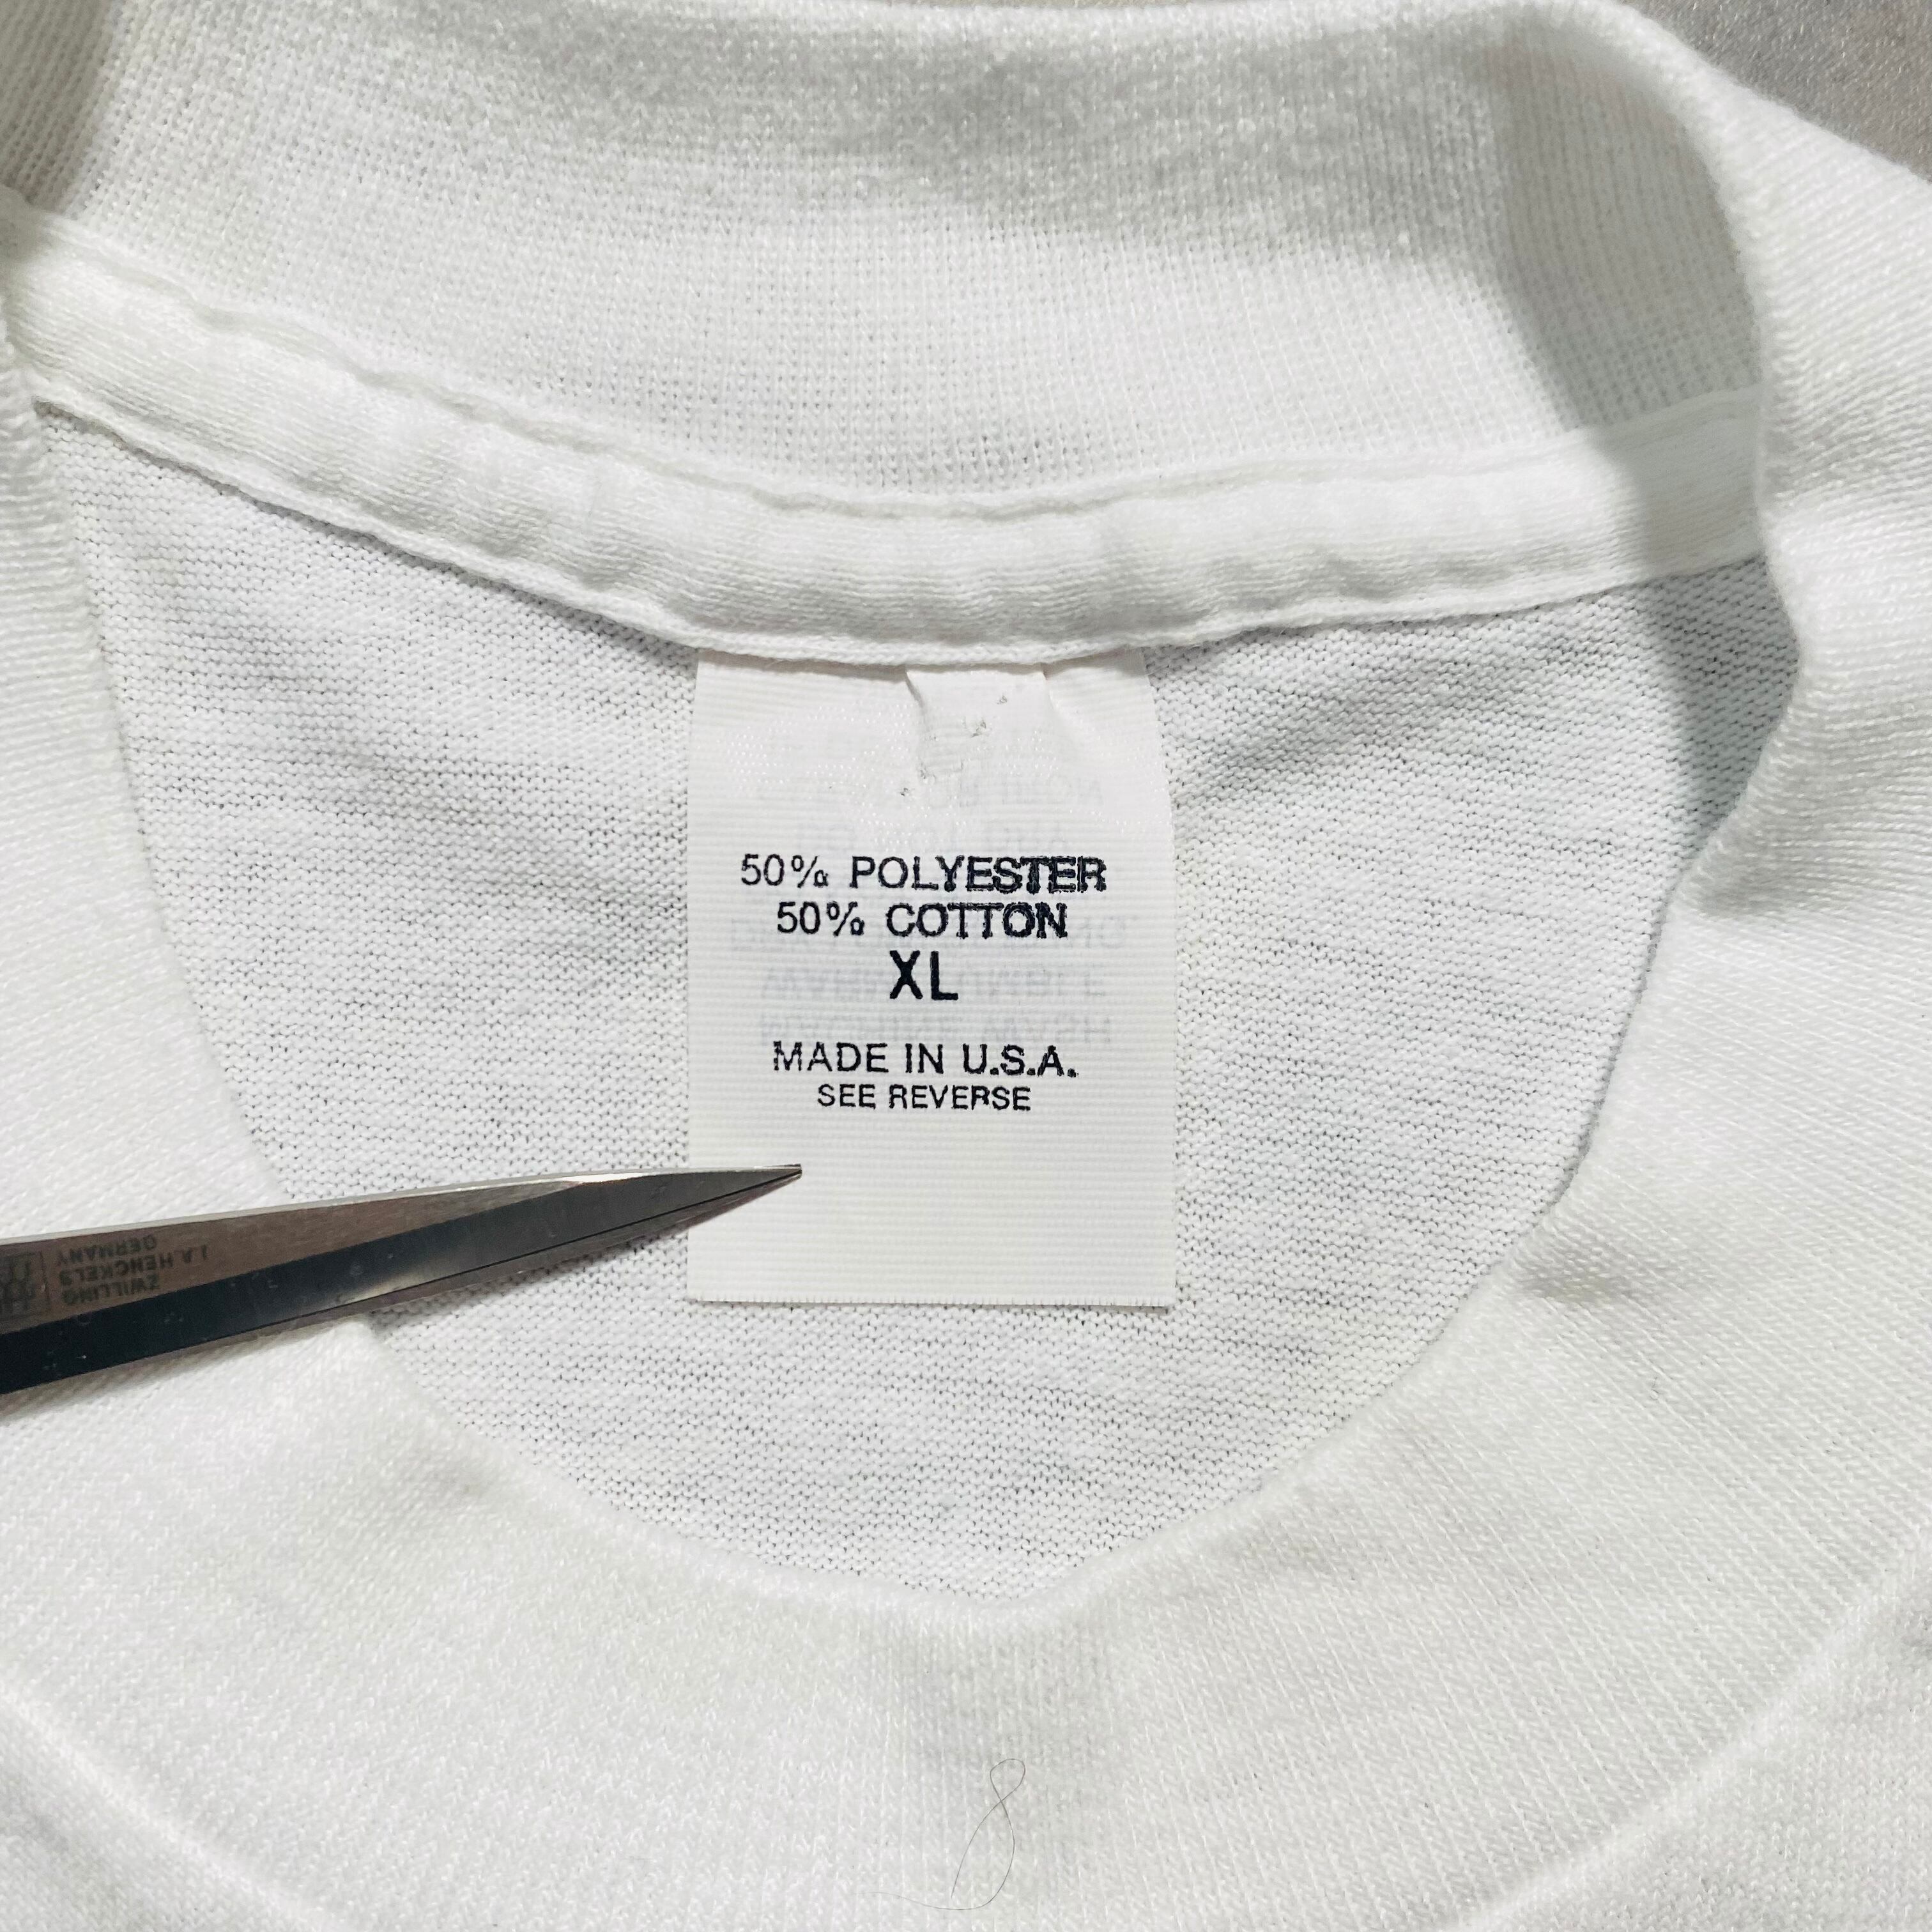 50% POLYESTER
50% COTTON
XL
MADE IN U.S.A.
SEE REVERSE
ZWILLING
J.A. HENCKELS
GERMANY